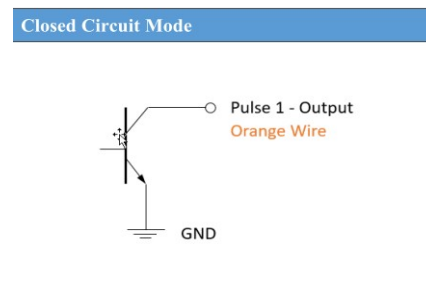 Closed Circuit Mode
Pulse 1 - Output
Orange Wire
GND